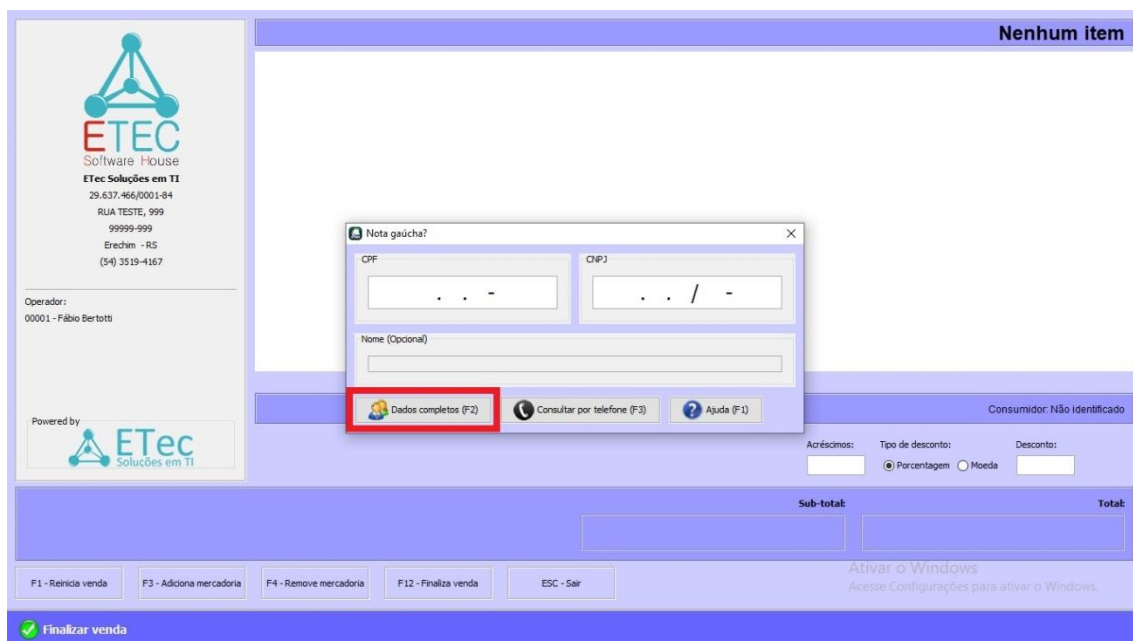 Nenhum item
ETEC
Software House
ETec Soluções em TI
29.637.466/0001-84
RUA TESTE, 999
99999-999
Erechim - RS
(54) 3519-4167
Operador:
00001 - Fábio Bertotti
Powered by
ETec
Soluções em TI
Nota gaúcha?
CPF
. . -
CNPJ
. . / -
Nome (Opcional)
Dados completos (F2)
Consultar por telefone (F3)
Ajuda (F1)
Consumidor: Não identificado
Acréscimos:
Tipo de desconto:
Desconto:
Porcentagem
Moeda
Sub-total:
Total:
F1 - Reinicia venda
F3 - Adiciona mercadoria
F4 - Remove mercadoria
F12 - Finaliza venda
ESC - Sair
Ativar o Windows
Acesse Configurações para ativar o Windows.
Finalizar venda